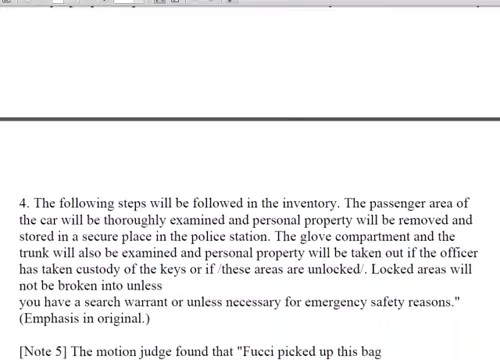 4. The following steps will be followed in the inventory. The passenger area of
the car will be thoroughly examined and personal property will be removed and
stored in a secure place in the police station. The glove compartment and the
trunk will also be examined and personal property will be taken out if the officer
has taken custody of the keys or if /these areas are unlocked/. Locked areas will
not be broken into unless
you have a search warrant or unless necessary for emergency safety reasons."
(Emphasis in original.)
[Note 5] The motion judge found that "Fucci picked up this bag